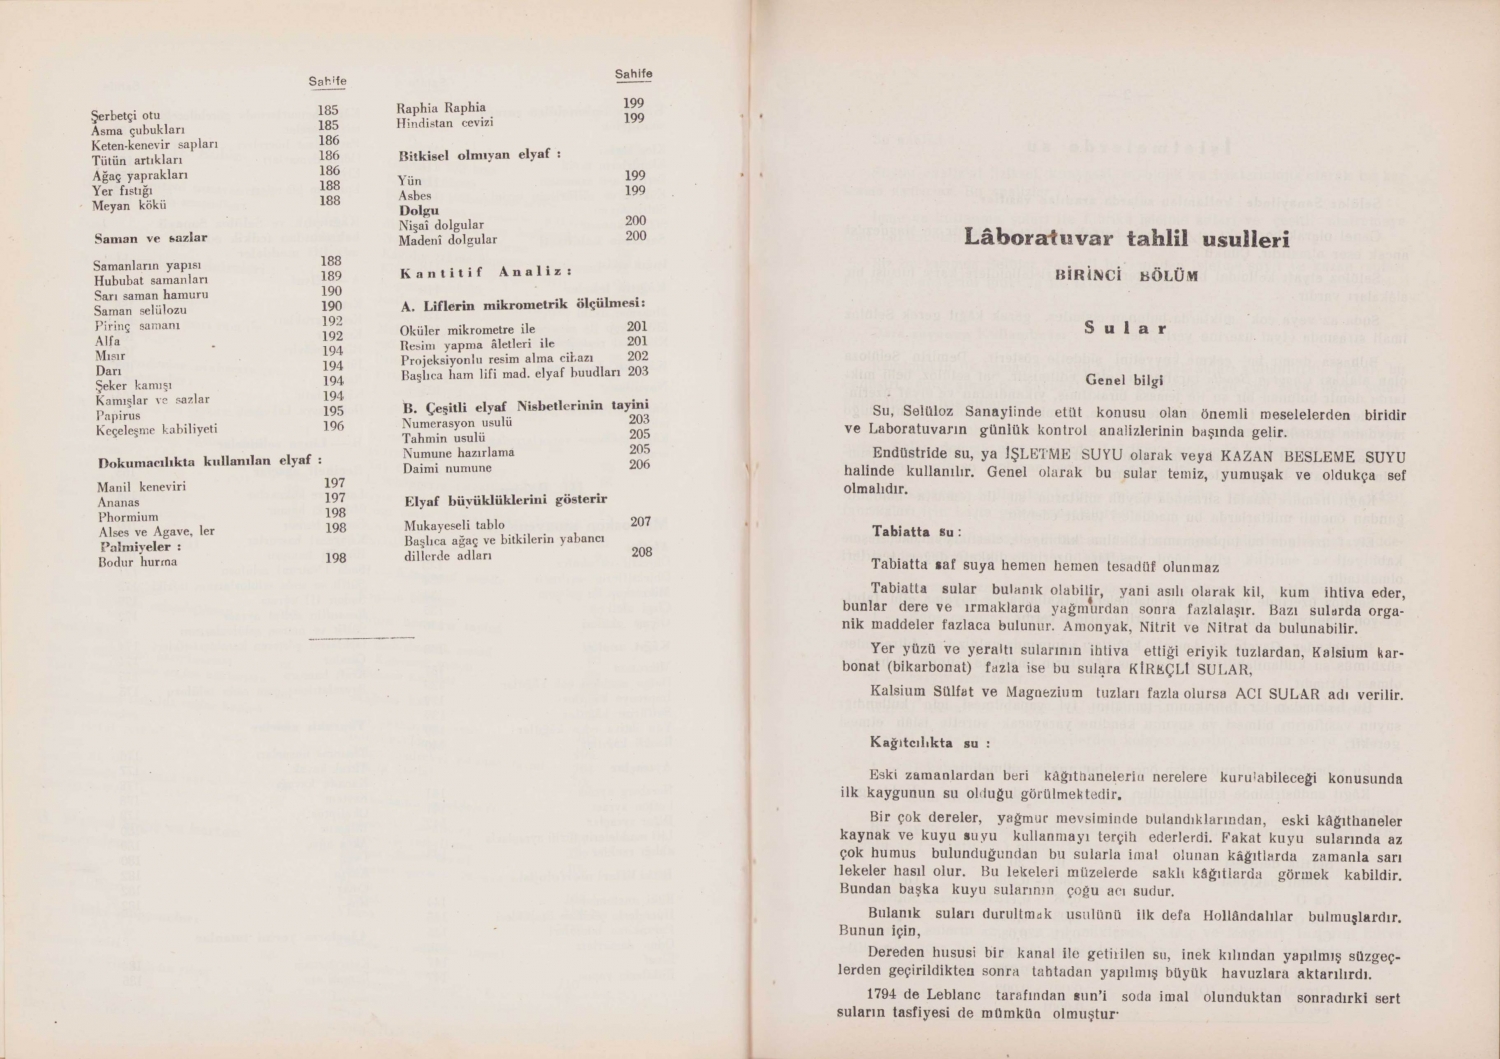 Sahife
Şerbetçi otu 185
Asma çubukları 185
Keten-kenevir sapları 186
Tütün artıkları 186
Ağaç yaprakları 186
Yer fıstığı 188
Meyan kökü 188
Saman ve sazlar
Samanların yapısı 188
Hububat samanları 189
Sarı saman hamuru 190
Saman selülozu 190
Pirinç samanı 192
Alfa 192
Mısır 194
Darı 194
Şeker kamışı 194
Kamışlar ve sazlar 194
Papirus 195
Keçeleşme kabiliyeti 196
Dokumacılıkta kullanılan elyaf :
Manil keneviri 197
Ananas 197
Phormium 198
Alses ve Agave, ler 198
Palmiyeler :
Bodur hurma 198
Sahife
Raphia Raphia 199
Hindistan cevizi 199
Bitkisel olmıyan elyaf :
Yün 199
Asbes 199
Dolgu
Nişaî dolgular 200
Madenî dolgular 200
Kantitif Analiz:
A. Liflerin mikrometrik ölçülmesi:
Oküler mikrometre ile 201
Resim yapma âletleri ile 201
Projeksiyonlu resim alma cihazı 202
Başlıca ham lifi mad. elyaf buudları 203
B. Çeşitli elyaf Nisbetlerinin tayini
Numerasyon usulü 203
Tahmin usulü 205
Numune hazırlama 205
Daimi numune 206
Elyaf büyüklüklerini gösterir
Mukayeseli tablo 207
Başlıca ağaç ve bitkilerin yabancı
dillerde adları 208
Lâboratuvar tahlil usulleri
BİRİNCİ BÖLÜM
Sular
Genel bilgi
Su, Selüloz Sanayiinde etüt konusu olan önemli meselelerden biridir
ve Laboratuvarın günlük kontrol analizlerinin başında gelir.
Endüstride su, ya İŞLETME SUYU olarak veya KAZAN BESLEME SUYU
halinde kullanılır. Genel olarak bu sular temiz, yumuşak ve oldukça sef
olmalıdır.
Tabiatta su :
Tabiatta saf suya hemen hemen tesadüf olunmaz
Tabiatta sular bulanık olabilir, yani asılı olarak kil, kum ihtiva eder,
bunlar dere ve ırmaklarda yağmurdan sonra fazlalaşır. Bazı sularda orga-
nik maddeler fazlaca bulunur. Amonyak, Nitrit ve Nitrat da bulunabilir.
Yer yüzü ve yeraltı sularının ihtiva ettiği eriyik tuzlardan, Kalsium kar-
bonat (bikarbonat) fazla ise bu sulara KİREÇLİ SULAR,
Kalsium Sülfat ve Magnezium tuzları fazla olursa ACI SULAR adı verilir.
Kağıtcılıkta su :
Eski zamanlardan beri kâğıthanelerin nerelere kurulabileceği konusunda
ilk kaygunun su olduğu görülmektedir.
Bir çok dereler, yağmur mevsiminde bulandıklarından, eski kâğıthaneler
kaynak ve kuyu suyu kullanmayı terçih ederlerdi. Fakat kuyu sularında az
çok humus bulunduğundan bu sularla imal olunan kâğıtlarda zamanla sarı
lekeler hasıl olur. Bu lekeleri müzelerde saklı kâğıtlarda görmek kabildir.
Bundan başka kuyu sularının çoğu acı sudur.
Bulanık suları durultmak usulünü ilk defa Hollândalılar bulmuşlardır.
Bunun için,
Dereden hususi bir kanal ile getirilen su, inek kılından yapılmış süzgeç-
lerden geçirildikten sonra tahtadan yapılmış büyük havuzlara aktarılırdı.
1794 de Leblanc tarafından sun'i soda imal olunduktan sonradırki sert
suların tasfiyesi de mümkün olmuştur·